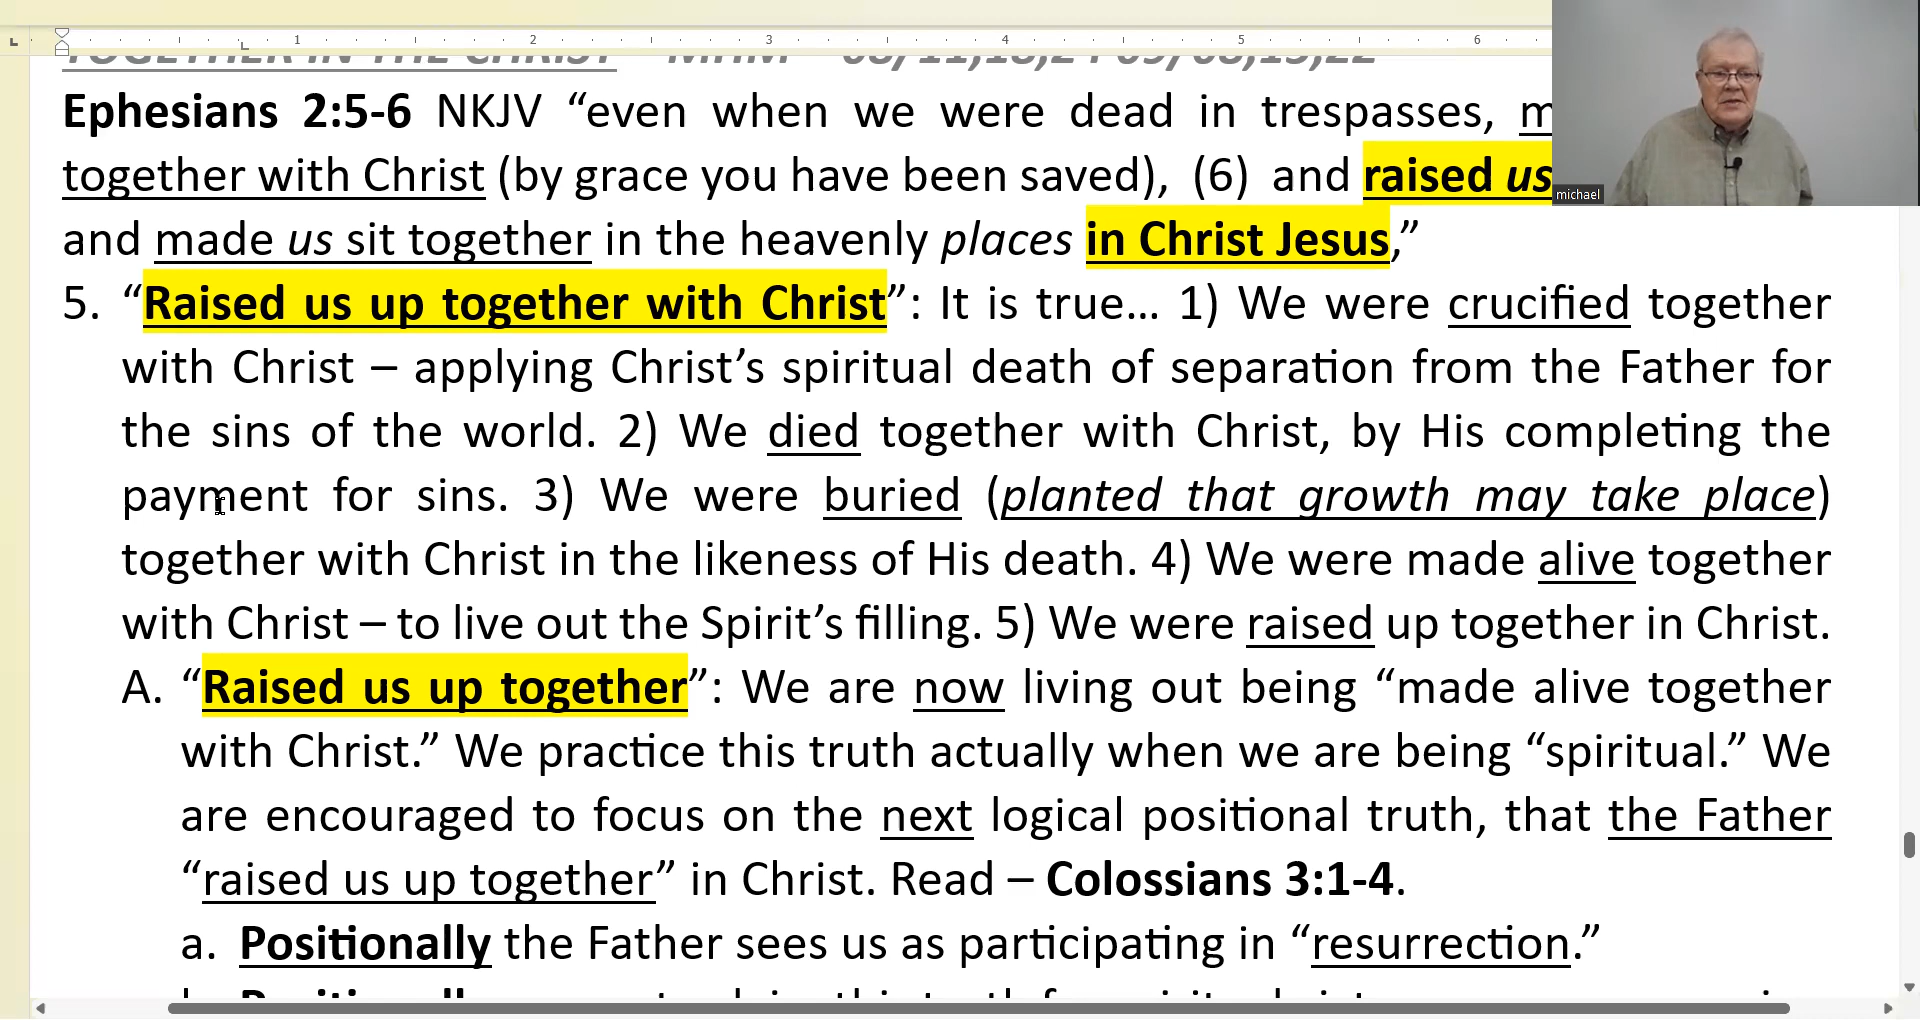 1 2 3 4 5 6
TOGETHER IN THE CHRIST
Ephesians 2:5-6 NKJV “even when we were dead in trespasses,
together with Christ (by grace you have been saved), (6) and raised us
and made us sit together in the heavenly places in Christ Jesus,”
5. “Raised us up together with Christ”: It is true… 1) We were crucified together
with Christ – applying Christ’s spiritual death of separation from the Father for
the sins of the world. 2) We died together with Christ, by His completing the
payment for sins. 3) We were buried (planted that growth may take place)
together with Christ in the likeness of His death. 4) We were made alive together
with Christ – to live out the Spirit’s filling. 5) We were raised up together in Christ.
A. “Raised us up together”: We are now living out being “made alive together
with Christ.” We practice this truth actually when we are being “spiritual.” We
are encouraged to focus on the next logical positional truth, that the Father
“raised us up together” in Christ. Read – Colossians 3:1-4.
a. Positionally the Father sees us as participating in “resurrection.”
michael